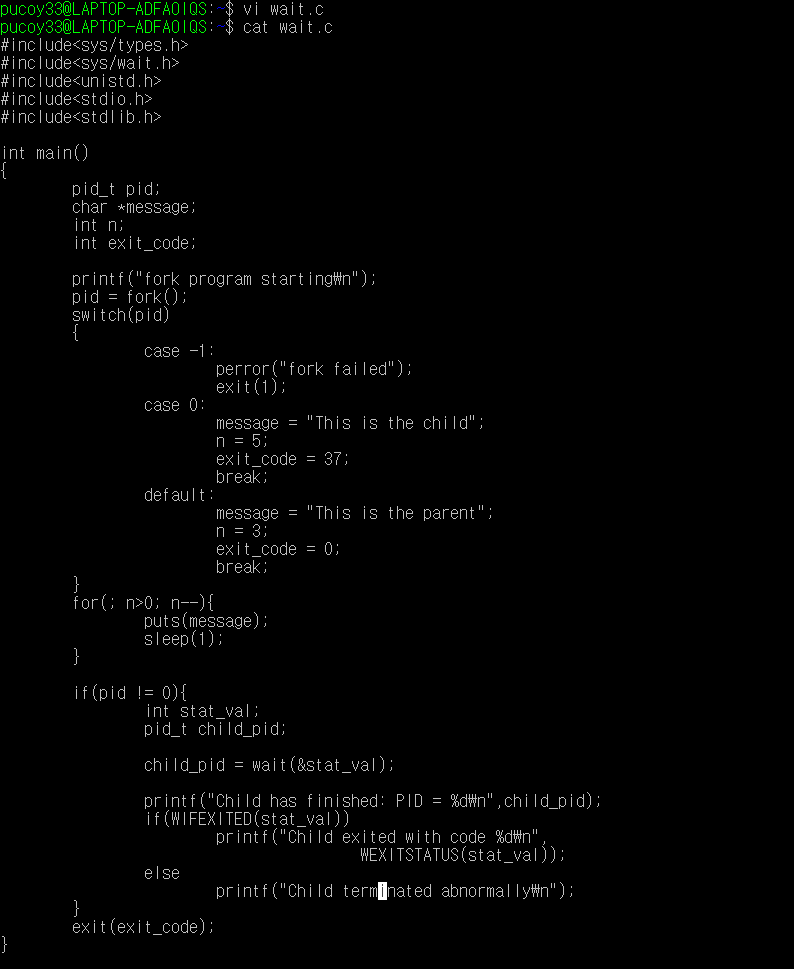 pucoy33@LAPTOP-ADFAOIQS:~$ vi wait.c
pucoy33@LAPTOP-ADFAOIQS:~$ cat wait.c
#include<sys/types.h>
#include<sys/wait.h>
#include<unistd.h>
#include<stdio.h>
#include<stdlib.h>

int main()
{
        pid_t pid;
        char *message;
        int n;
        int exit_code;

        printf("fork program starting₩n");
        pid = fork();
        switch(pid)
        {
                case -1:
                        perror("fork failed");
                        exit(1);
                case 0:
                        message = "This is the child";
                        n = 5;
                        exit_code = 37;
                        break;
                default:
                        message = "This is the parent";
                        n = 3;
                        exit_code = 0;
                        break;
        }
        for(; n>0; n--){
                puts(message);
                sleep(1);
        }

        if(pid != 0){
                int stat_val;
                pid_t child_pid;

                child_pid = wait(&stat_val);

                printf("Child has finished: PID = %d₩n",child_pid);
                if(WIFEXITED(stat_val))
                        printf("Child exited with code %d₩n",
                                        WEXITSTATUS(stat_val));
                else
                        printf("Child terminated abnormally₩n");
        }
        exit(exit_code);
}